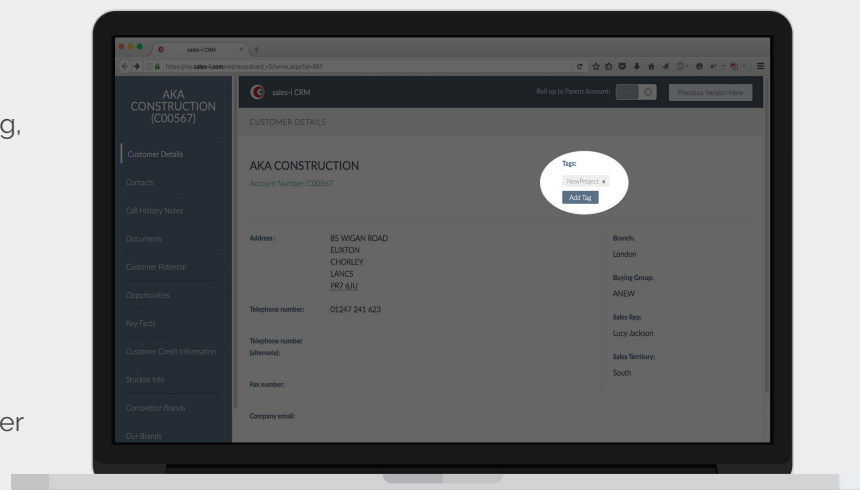 g,
er
sales-i CRM
https://my.sales-i.com/net/recordcard_v3/home.aspx?id=587
AKA
CONSTRUCTION
(C00567)
Customer Details
Contacts
Call History Notes
Documents
Customer Potential
Opportunities
Key Facts
Customer Credit Information
Stockist Info
Competitor Brands
Our Brands
sales-i CRM
Roll up to Parent Account:
Previous Version Here
CUSTOMER DETAILS
AKA CONSTRUCTION
Account Number: C00567
Tags:
NewProject x
Add Tag
Address : 85 WIGAN ROAD
EUXTON
CHORLEY
LANCS
PR7 6JU
Telephone number: 01247 241 623
Telephone number
(alternate):
Fax number:
Company email:
Branch:
London
Buying Group:
ANEW
Sales Rep:
Lucy Jackson
Sales Territory:
South